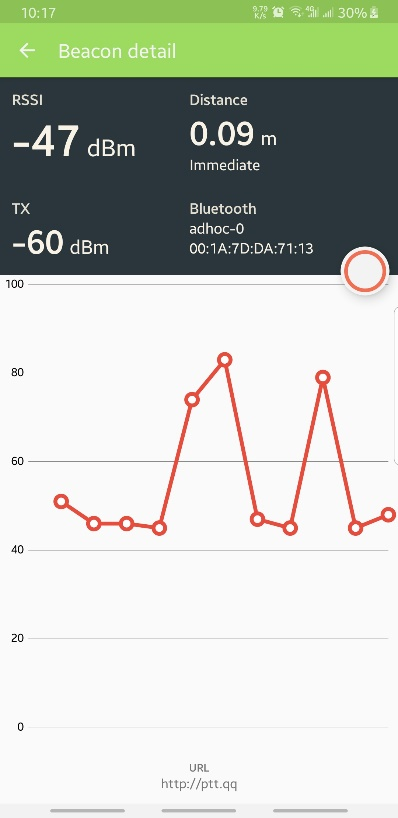 10:17 9.79 K/s 4G 30%
Beacon detail
RSSI
-47 dBm
Distance
0.09 m
Immediate
TX
-60 dBm
Bluetooth
adhoc-0
00:1A:7D:DA:71:13
100
80
60
40
20
0
URL
http://ptt.qq